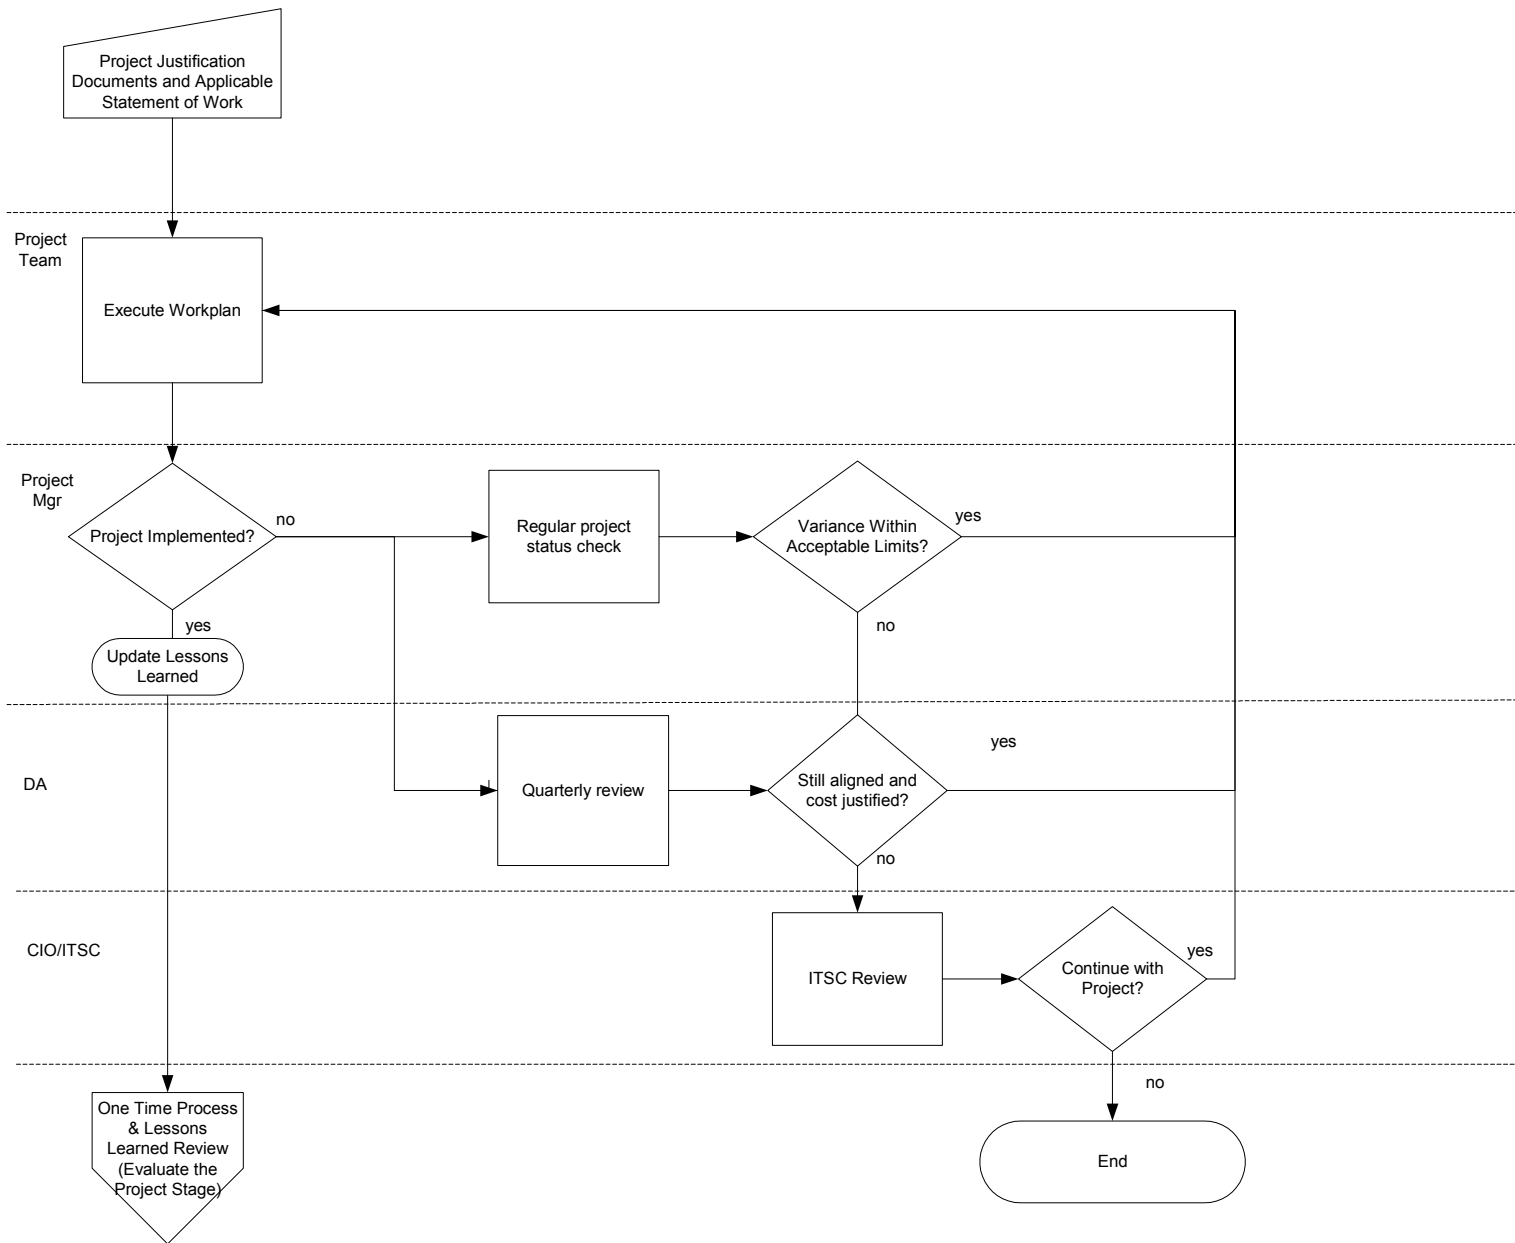 Project Justification
Documents and Applicable
Statement of Work
Project
Team
Execute Workplan
Project
Mgr
Project Implemented?
no
Regular project
status check
Variance Within
Acceptable Limits?
yes
no
yes
Update Lessons
Learned
DA
Quarterly review
Still aligned and
cost justified?
yes
no
CIO/ITSC
ITSC Review
Continue with
Project?
yes
no
One Time Process
& Lessons
Learned Review
(Evaluate the
Project Stage)
End